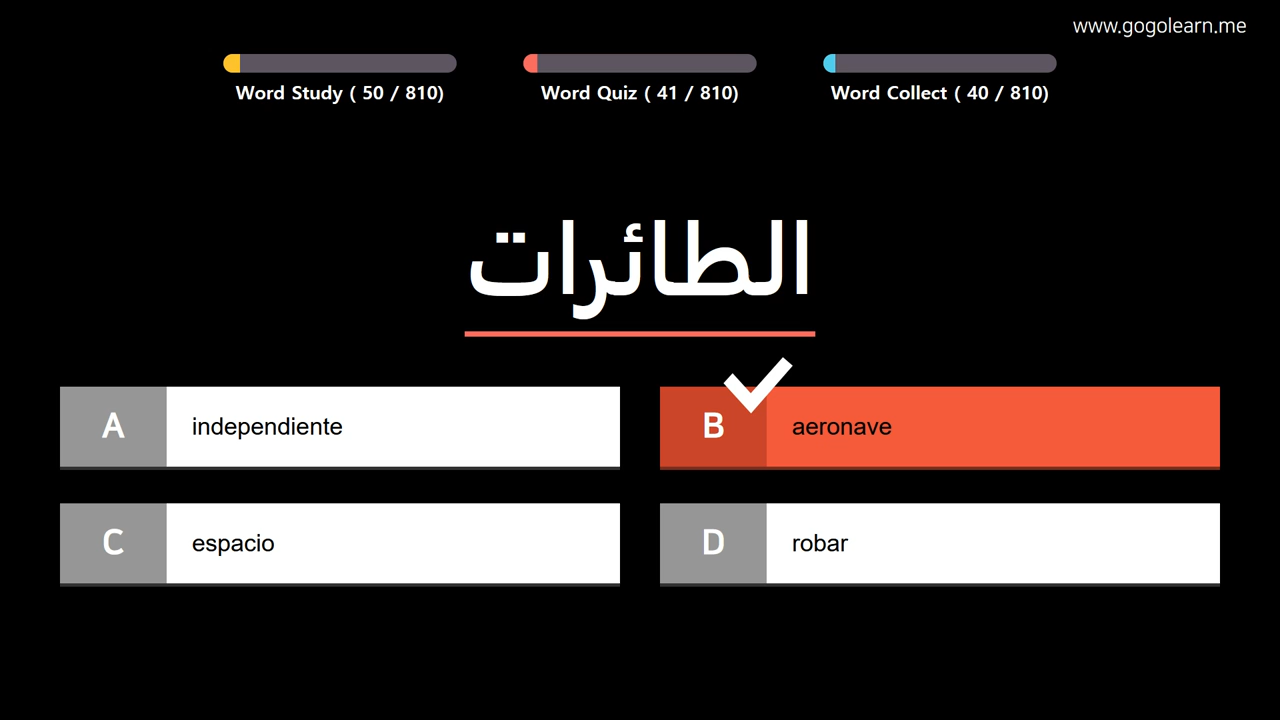 www.gogolearn.me
Word Study ( 50 / 810)
Word Quiz ( 41 / 810)
Word Collect ( 40 / 810)
الطائرات
A independiente
B aeronave
C espacio
D robar